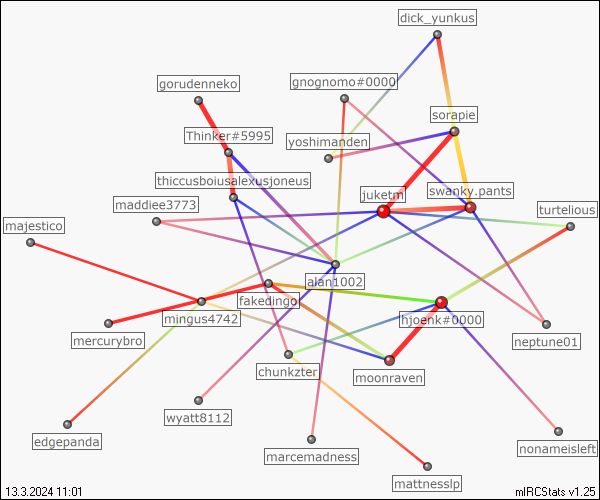 dick_yunkus
gorudenneko
gnognomo#0000
sorapie
Thinker#5995
yoshimanden
thiccusboiusalexusjoneus
juketm
swanky.pants
maddiee3773
turtelious
majestico
alan1002
fakedingo
mingus4742
hjoenk#0000
mercurybro
neptune01
chunkzter
moonraven
wyatt8112
edgepanda
nonameisleft
marcemadness
mattnesslp
13.3.2024 11:01
mIRCStats v1.25